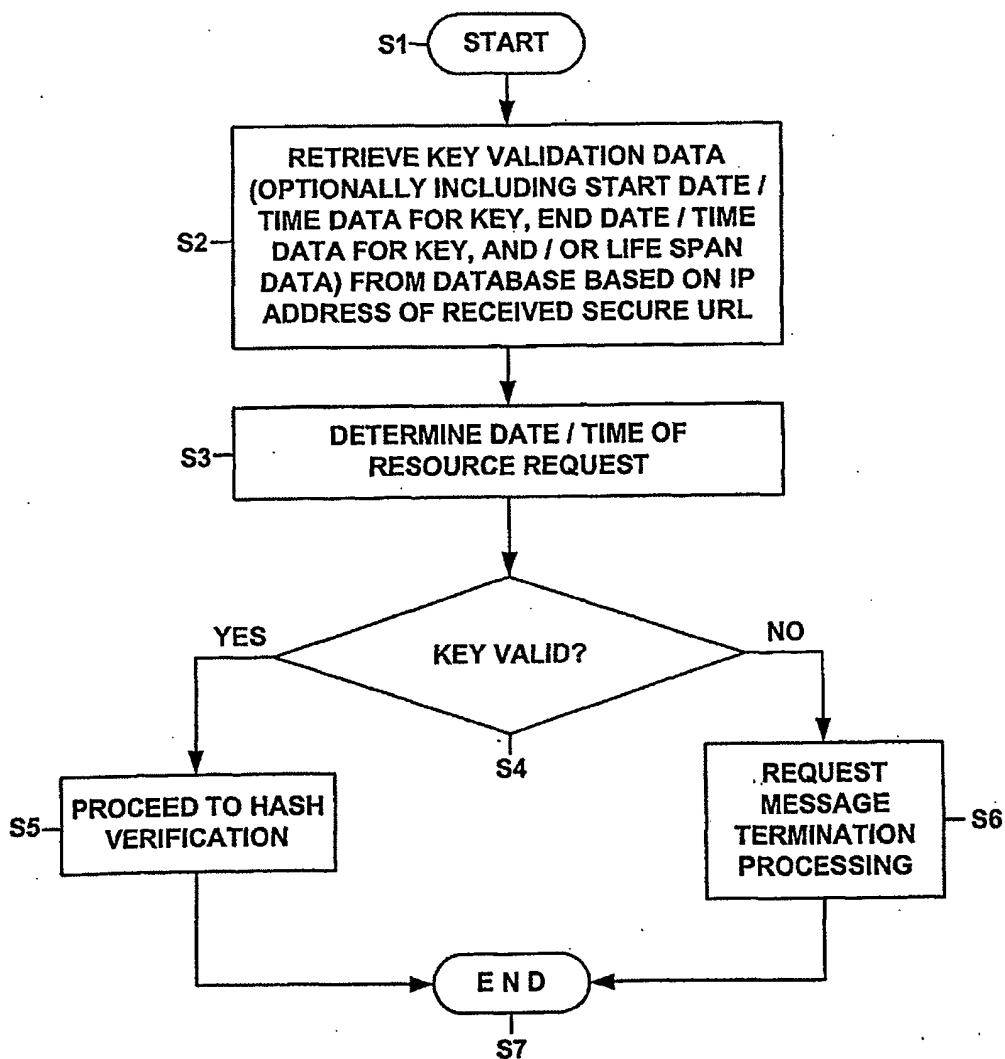 S1
START
RETRIEVE KEY VALIDATION DATA
(OPTIONALLY INCLUDING START DATE /
TIME DATA FOR KEY, END DATE / TIME
DATA FOR KEY, AND / OR LIFE SPAN
DATA) FROM DATABASE BASED ON IP
ADDRESS OF RECEIVED SECURE URL
S2
DETERMINE DATE / TIME OF
RESOURCE REQUEST
S3
YES
KEY VALID?
NO
S4
PROCEED TO HASH
VERIFICATION
S5
REQUEST
MESSAGE
TERMINATION
PROCESSING
S6
E N D
S7